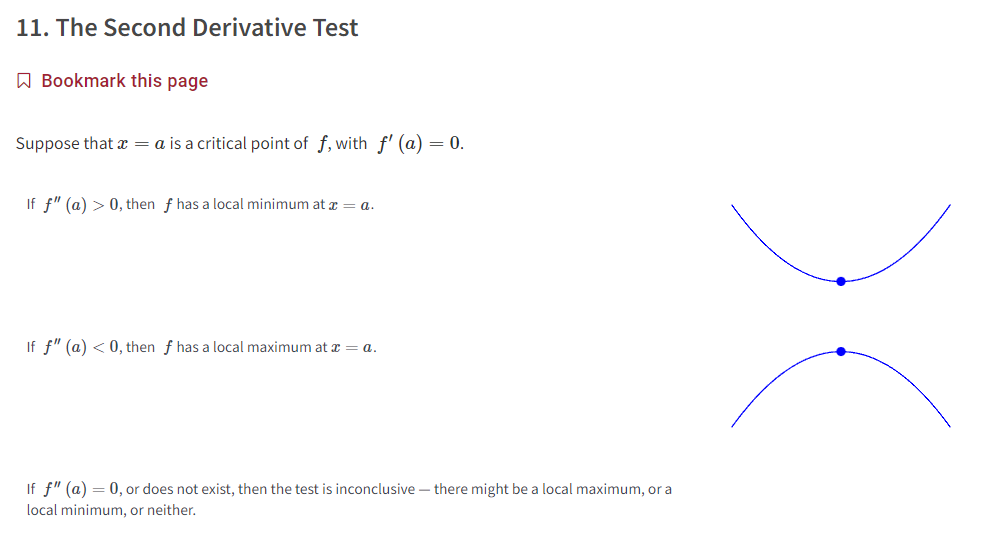 11. The Second Derivative Test
Bookmark this page
Suppose that x = a is a critical point of f, with f′ (a) = 0.
If f″ (a) > 0, then f has a local minimum at x = a.
If f″ (a) < 0, then f has a local maximum at x = a.
If f″ (a) = 0, or does not exist, then the test is inconclusive — there might be a local maximum, or a
local minimum, or neither.